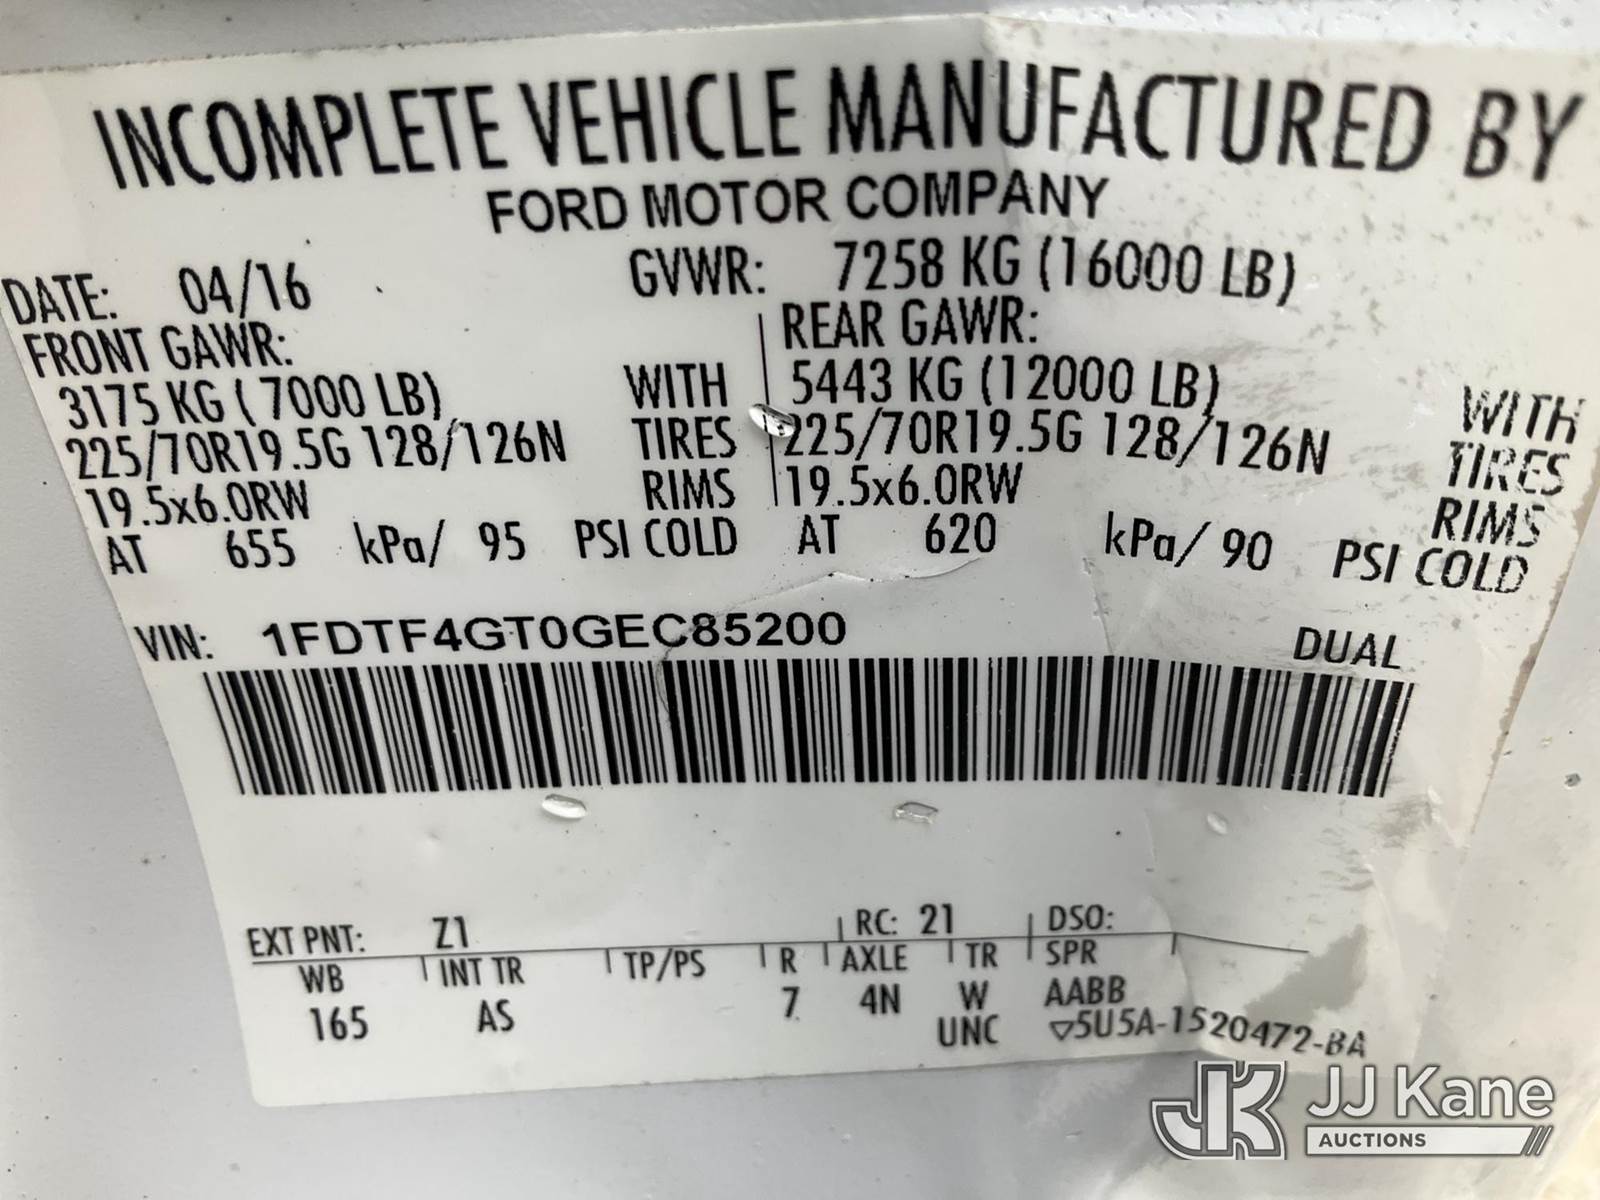 INCOMPLETE VEHICLE MANUFACTURED BY
FORD MOTOR COMPANY
DATE: 04/16 GVWR: 7258 KG (16000 LB)
FRONT GAWR: REAR GAWR:
3175 KG (7000 LB) WITH 5443 KG (12000 LB) WITH
225/70R19.5G 128/126N TIRES 225/70R19.5G 128/126N TIRES
19.5x6.0RW RIMS 19.5x6.0RW RIMS
AT 655 kPa/ 95 PSI COLD AT 620 kPa/ 90 PSI COLD
VIN: 1FDTF4GT0GEC85200 DUAL
EXT PNT: Z1 RC: 21 DSO:
WB INT TR TP/PS R AXLE TR SPR
165 AS 7 4N W AABB
UNC ▽5U5A-1520472-BA
JK JJ Kane
AUCTIONS